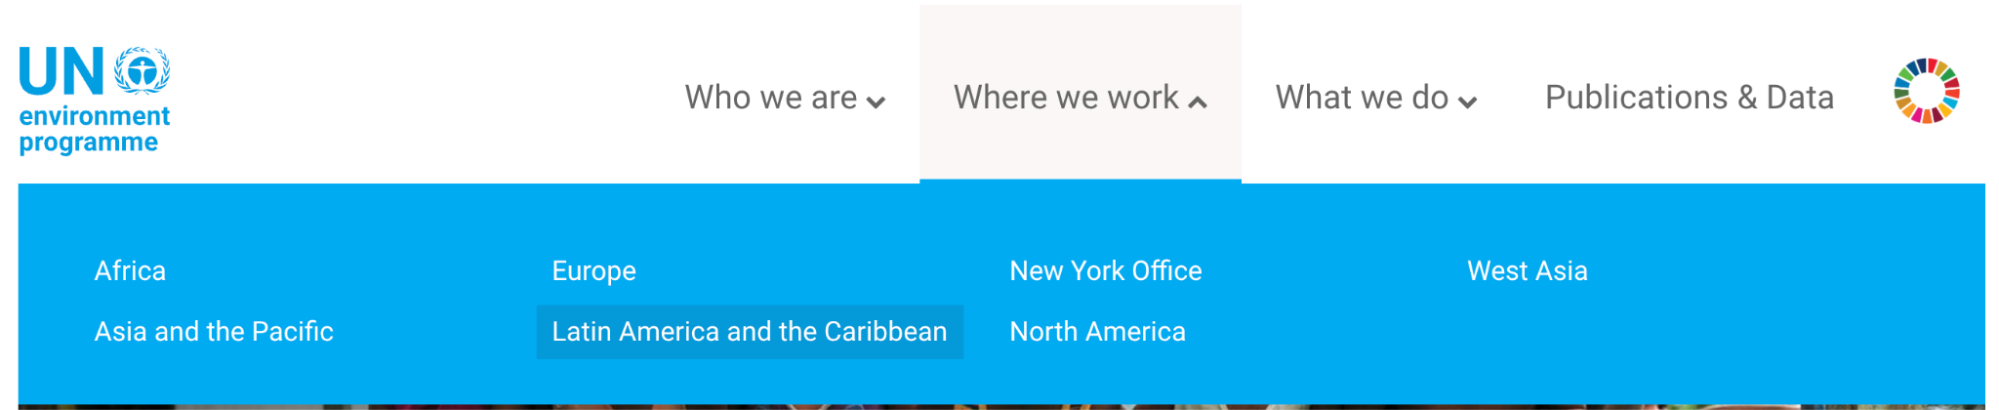 UN
environment
programme
Who we are
Where we work
What we do
Publications & Data
Africa
Europe
New York Office
West Asia
Asia and the Pacific
Latin America and the Caribbean
North America